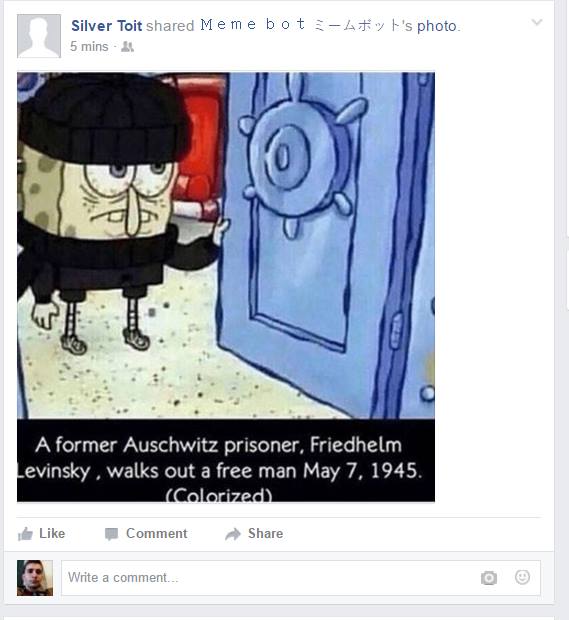 Silver Toit shared Ｍｅｍｅ ｂｏｔ ミームボット's photo.
5 mins ·
A former Auschwitz prisoner, Friedhelm
Levinsky , walks out a free man May 7, 1945.
(Colorized)
Like Comment Share
Write a comment...